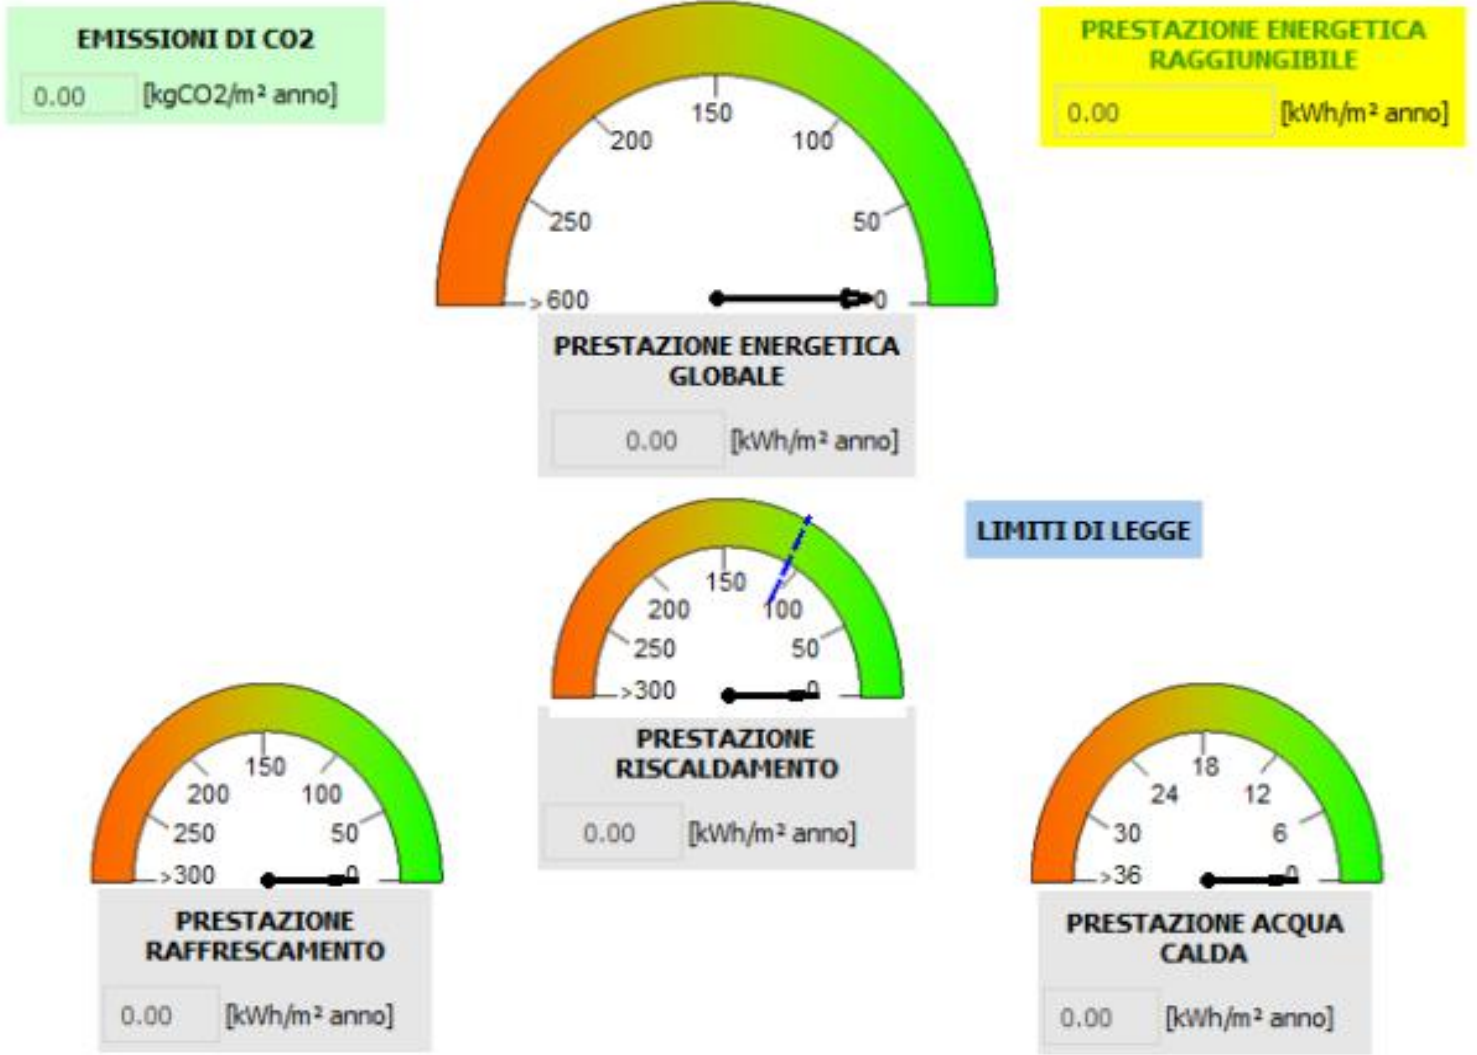 EMISSIONI DI CO2
0.00 [kgCO2/m² anno]
PRESTAZIONE ENERGETICA
RAGGIUNGIBILE
0.00 [kWh/m² anno]
150
200
100
250
50
>600
0
PRESTAZIONE ENERGETICA
GLOBALE
0.00 [kWh/m² anno]
LIMITI DI LEGGE
150
200
100
250
50
>300
0
PRESTAZIONE
RISCALDAMENTO
0.00 [kWh/m² anno]
150
200
100
250
50
>300
0
PRESTAZIONE
RAFFRESCAMENTO
0.00 [kWh/m² anno]
18
24
12
30
6
>36
0
PRESTAZIONE ACQUA
CALDA
0.00 [kWh/m² anno]